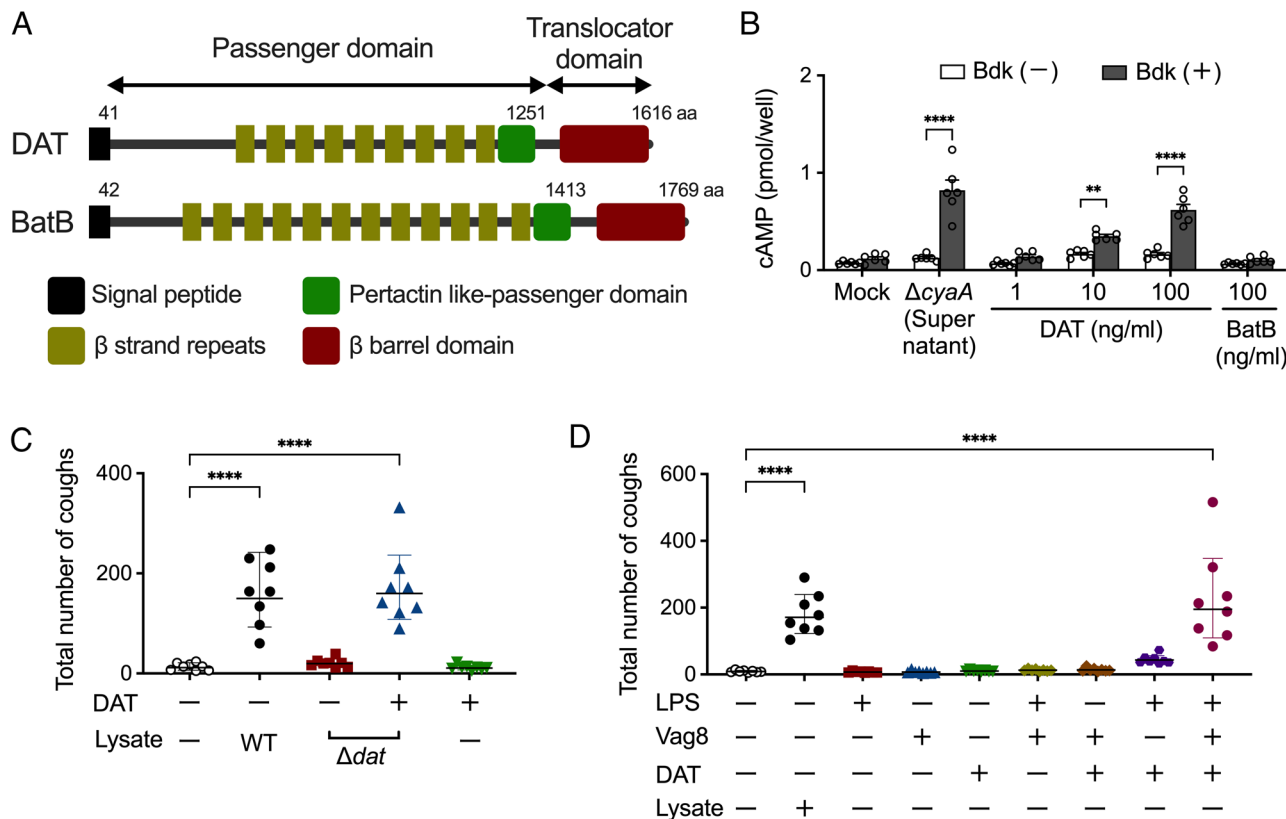 A
Passenger domain
Translocator
domain
41
1251
1616 aa
DAT
42
1413
1769 aa
BatB
Signal peptide
Pertactin like-passenger domain
β strand repeats
β barrel domain
B
Bdk (−)
Bdk (+)
cAMP (pmol/well)
2
1
0
****
**
****
Mock
ΔcyaA
(Super
natant)
1
10
100
DAT (ng/ml)
100
BatB
(ng/ml)
C
Total number of coughs
400
200
0
****
****
DAT
— — — + +
Lysate
— WT Δdat —
D
Total number of coughs
600
400
200
0
****
****
LPS — — + — — + — + +
Vag8 — — — + — + + — +
DAT — — — — + — + + +
Lysate — + — — — — — — —